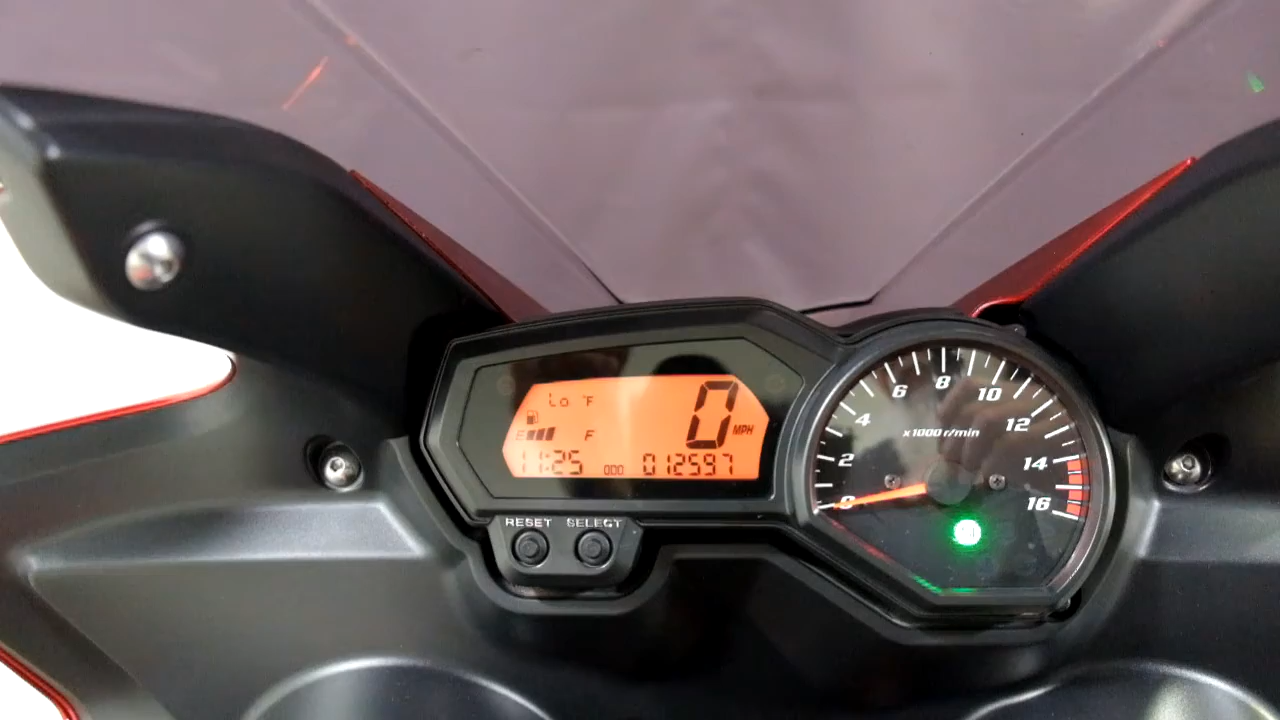 Lo °F
0 MPH
E F
11:25 ODO 012597
RESET SELECT
0 2 4 6 8 10 12 14 16
x1000 r/min
N